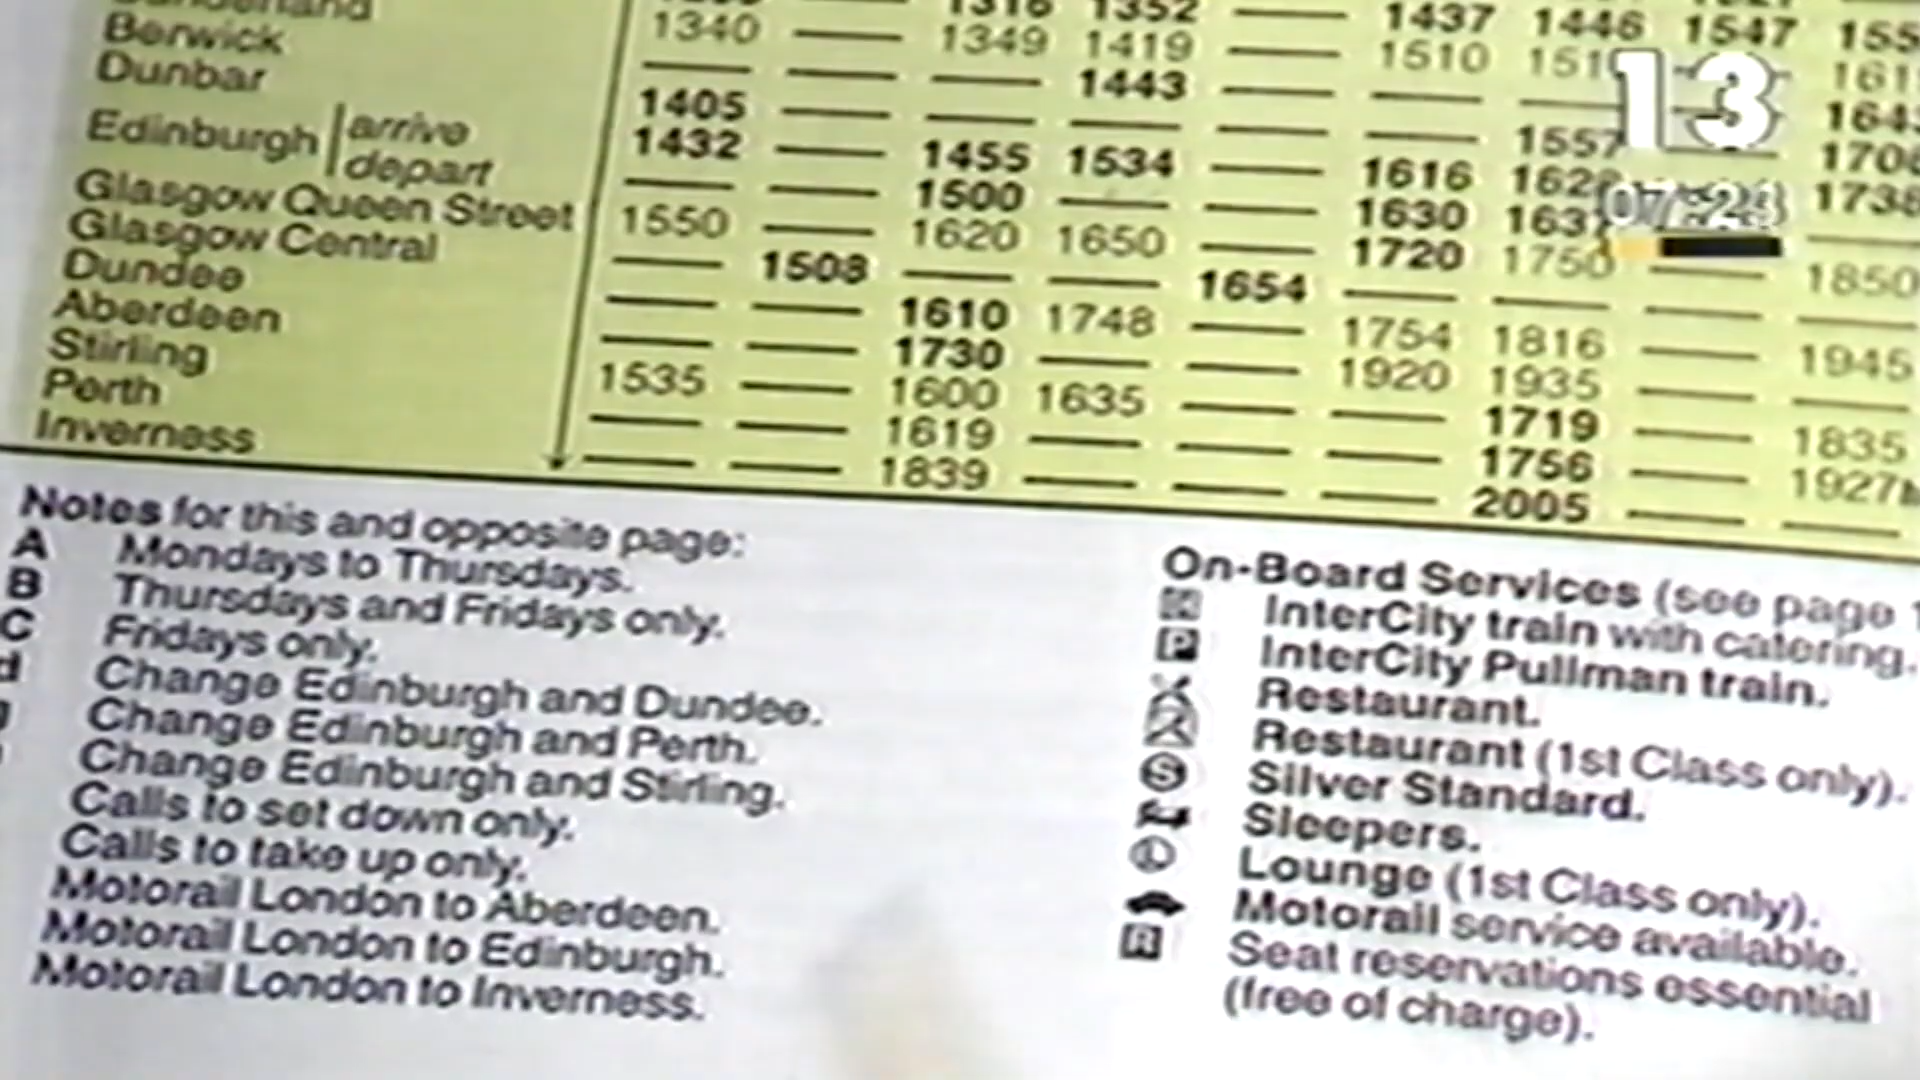 1316 1352 — 1437 1446 1547
Berwick 1340 — 1349 1419 — 1510
Dunbar — — — 1443 — —
1405 — — — — — 1557
Edinburgh arrive 1432 — 1455 1534 — 1616
depart — — 1500 — — 1630 1637
Glasgow Queen Street 1550 — 1620 1650 — 1720 1750 — 1850
Glasgow Central — 1508 — — 1654 — — — —
Dundee — — 1610 1748 — 1754 1816 — 1945
Aberdeen — — 1730 — — 1920 1935 — —
Stirling 1535 — 1600 1635 — — 1719 — 1835
Perth — — 1619 — — — 1756 — 1927
Inverness — — 1839 — — — 2005 — —
13
Notes for this and opposite page:
A Mondays to Thursdays.
B Thursdays and Fridays only.
C Fridays only.
d Change Edinburgh and Dundee.
Change Edinburgh and Perth.
Change Edinburgh and Stirling.
Calls to set down only.
Calls to take up only.
Motorail London to Aberdeen.
Motorail London to Edinburgh.
Motorail London to Inverness.
On-Board Services (see page 1
InterCity train with catering.
P InterCity Pullman train.
Restaurant.
Restaurant (1st Class only).
S Silver Standard.
Sleepers.
L Lounge (1st Class only).
Motorail service available.
R Seat reservations essential
(free of charge).